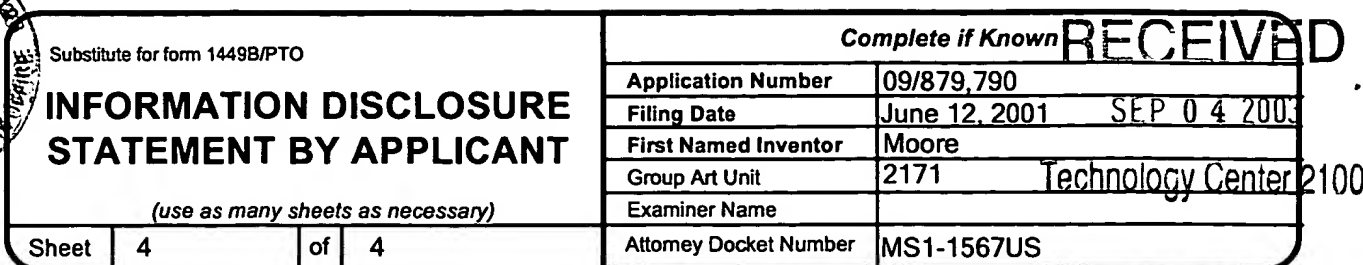 Substitute for form 1449B/PTO
INFORMATION DISCLOSURE
STATEMENT BY APPLICANT
(use as many sheets as necessary)
Sheet 4 of 4
Complete if Known
RECEIVED
Application Number 09/879,790
Filing Date June 12, 2001
SEP 04 2003
First Named Inventor Moore
Group Art Unit 2171
Technology Center 2100
Examiner Name
Attorney Docket Number MS1-1567US